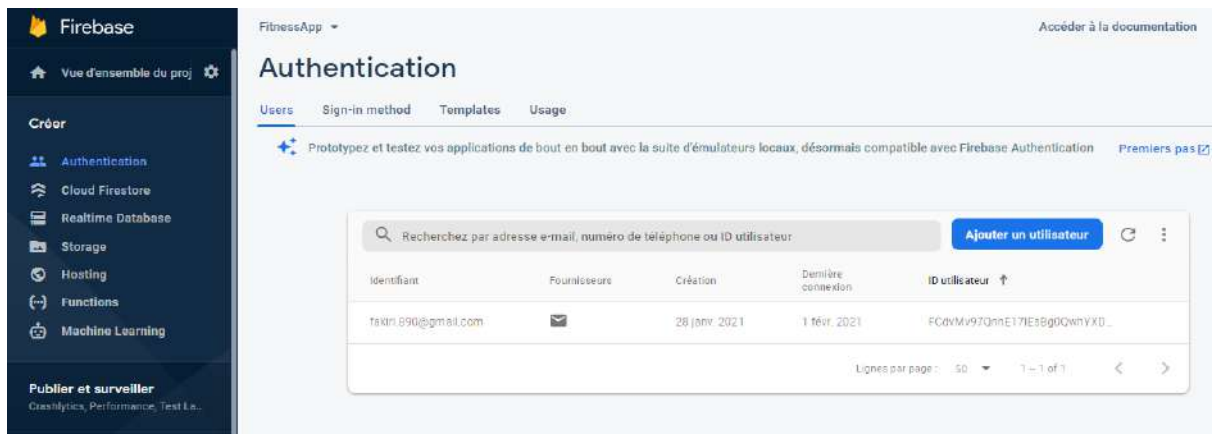 Firebase
FitnessApp
Accéder à la documentation
Vue d'ensemble du proj
Authentication
Users Sign-in method Templates Usage
Créer
Prototypez et testez vos applications de bout en bout avec la suite d'émulateurs locaux, désormais compatible avec Firebase Authentication Premiers pas
Authentication
Cloud Firestore
Realtime Database
Storage
Hosting
Functions
Machine Learning
Publier et surveiller
Crashlytics, Performance, Test La..
Recherchez par adresse e-mail, numéro de téléphone ou ID utilisateur
Ajouter un utilisateur
Identifiant Fournisseurs Création Dernière connexion ID utilisateur
@gmail.com 28 janv. 2021 1 févr. 2021
Lignes par page : 50 1 – 1 of 1